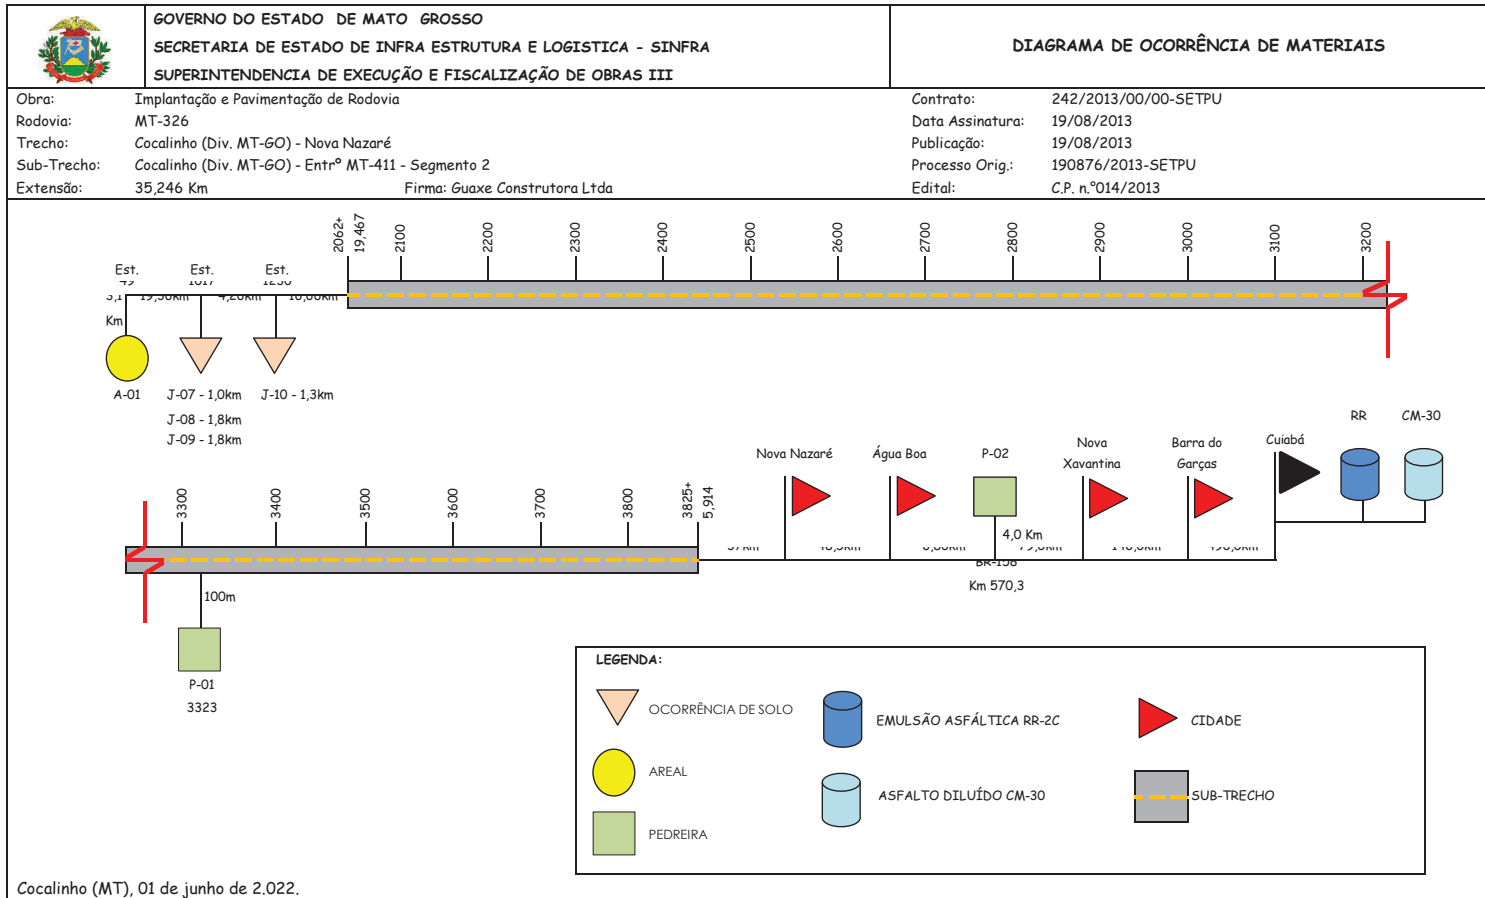 GOVERNO DO ESTADO DE MATO GROSSO
SECRETARIA DE ESTADO DE INFRA ESTRUTURA E LOGISTICA - SINFRA
SUPERINTENDENCIA DE EXECUÇÃO E FISCALIZAÇÃO DE OBRAS III
DIAGRAMA DE OCORRÊNCIA DE MATERIAIS
Obra: Implantação e Pavimentação de Rodovia
Rodovia: MT-326
Trecho: Cocalinho (Div. MT-GO) - Nova Nazaré
Sub-Trecho: Cocalinho (Div. MT-GO) - Entrº MT-411 - Segmento 2
Extensão: 35,246 Km Firma: Guaxe Construtora Ltda
Contrato: 242/2013/00/00-SETPU
Data Assinatura: 19/08/2013
Publicação: 19/08/2013
Processo Orig.: 190876/2013-SETPU
Edital: C.P. n.º014/2013
2062+
19,467
2100
2200
2300
2400
2500
2600
2700
2800
2900
3000
3100
3200
Est.
Est.
Est.
Km
A-01
J-07 - 1,0km
J-08 - 1,8km
J-09 - 1,8km
J-10 - 1,3km
3300
3400
3500
3600
3700
3800
3825+
5,914
Nova Nazaré
Água Boa
P-02
Nova
Xavantina
Barra do
Garças
Cuiabá
RR
CM-30
4,0 Km
BR-158
Km 570,3
100m
P-01
3323
LEGENDA:
OCORRÊNCIA DE SOLO
AREAL
PEDREIRA
EMULSÃO ASFÁLTICA RR-2C
ASFALTO DILUÍDO CM-30
CIDADE
SUB-TRECHO
Cocalinho (MT), 01 de junho de 2.022.